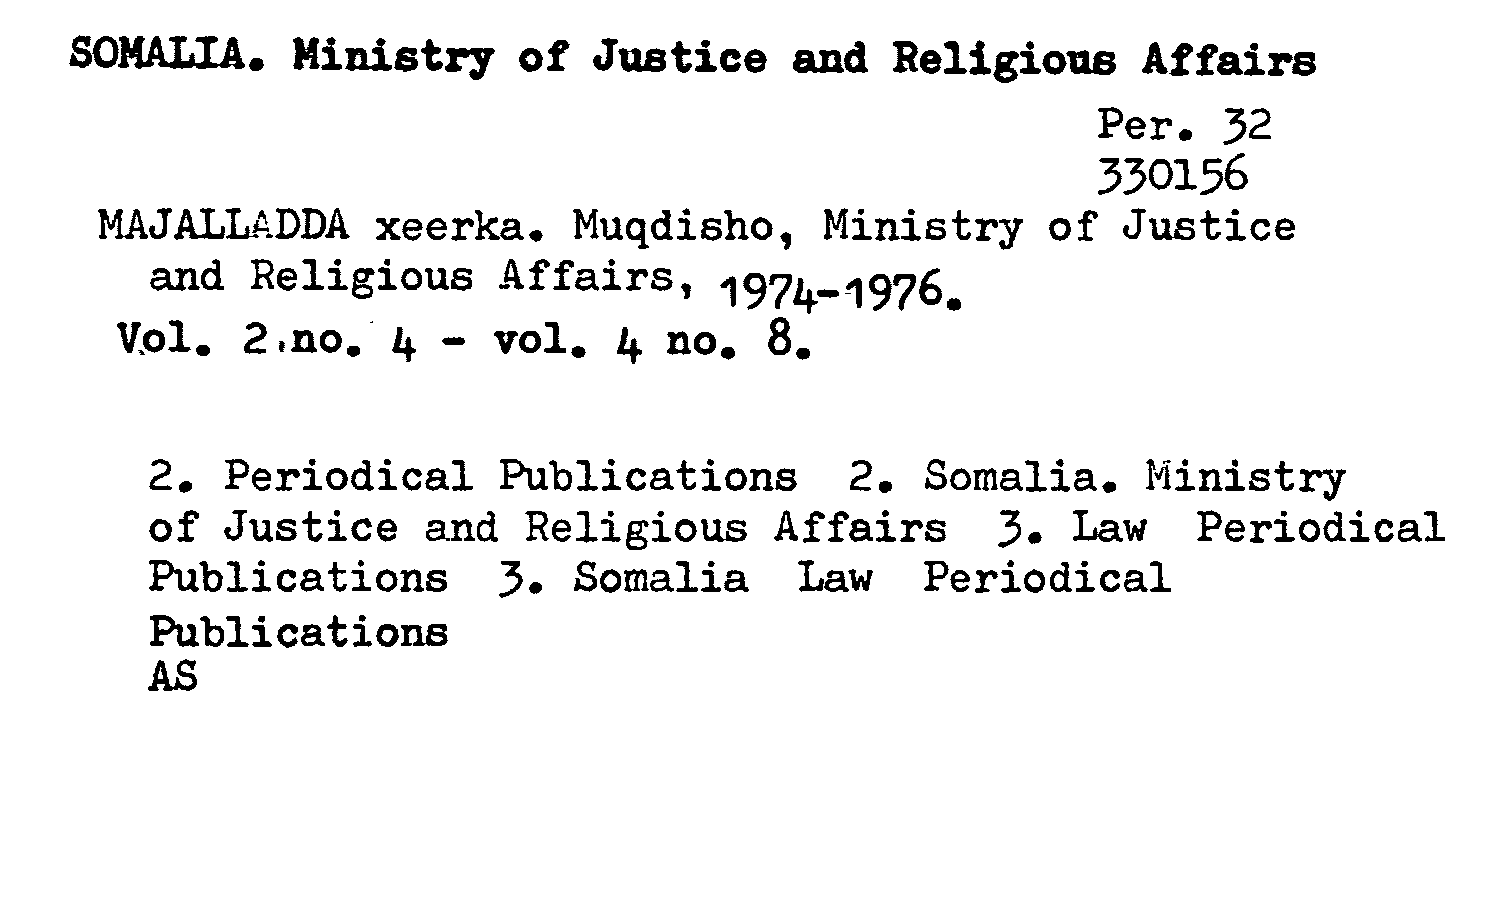 SOMALIA. Ministry of Justice and Religious Affairs
Per. 32
330156
MAJALLADDA xeerka. Muqdisho, Ministry of Justice
and Religious Affairs, 1974-1976.
Vol. 2.no. 4 - vol. 4 no. 8.
2. Periodical Publications 2. Somalia. Ministry
of Justice and Religious Affairs 3. Law Periodical
Publications 3. Somalia Law Periodical
Publications
AS